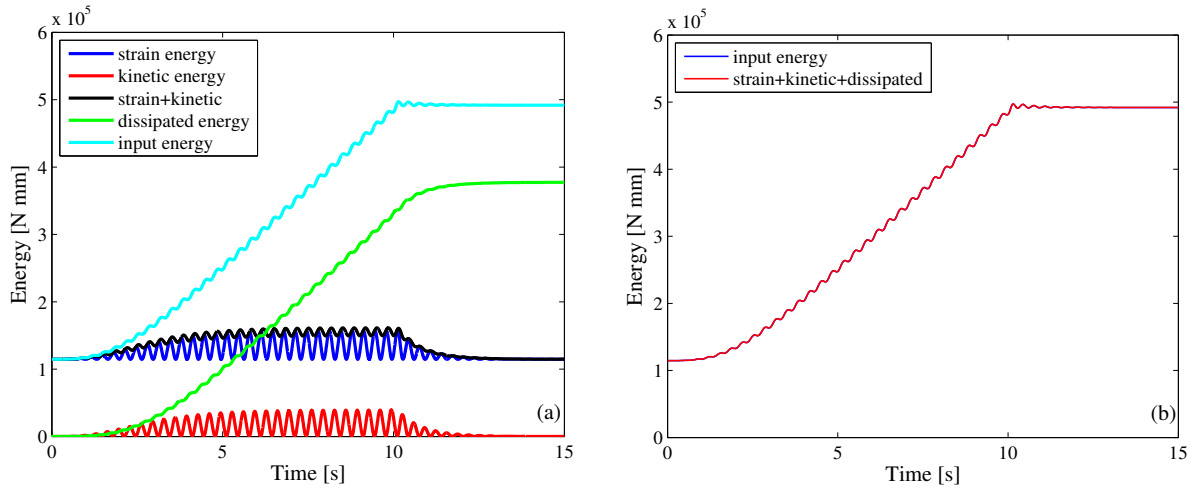 x 10^5
6
5
4
3
2
1
0
Energy [N mm]
strain energy
kinetic energy
strain+kinetic
dissipated energy
input energy
(a)
0 5 10 15
Time [s]
x 10^5
6
5
4
3
2
1
0
Energy [N mm]
input energy
strain+kinetic+dissipated
(b)
0 5 10 15
Time [s]